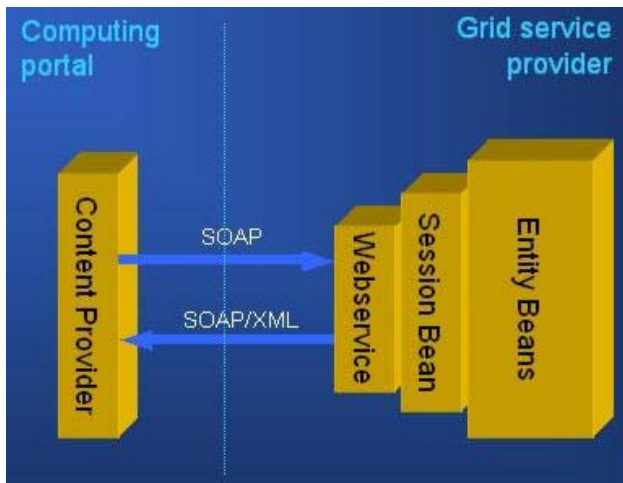 Computing
portal
Grid service
provider
Content Provider
SOAP
SOAP/XML
Webservice
Session Bean
Entity Beans